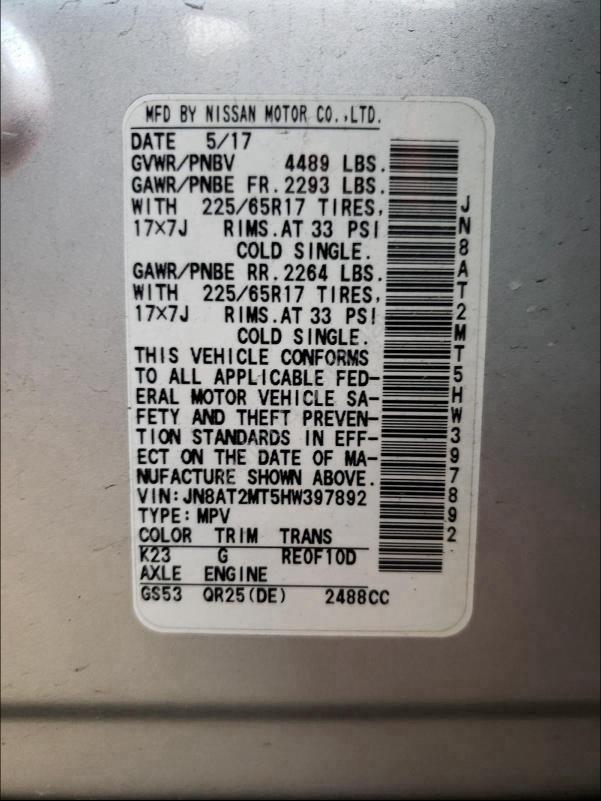 MFD BY NISSAN MOTOR CO.,LTD.
DATE 5/17
GVWR/PNBV 4489 LBS.
GAWR/PNBE FR.2293 LBS.
WITH 225/65R17 TIRES,
17×7J RIMS.AT 33 PSI
COLD SINGLE.
GAWR/PNBE RR.2264 LBS.
WITH 225/65R17 TIRES,
17×7J RIMS.AT 33 PSI
COLD SINGLE.
THIS VEHICLE CONFORMS
TO ALL APPLICABLE FED-
ERAL MOTOR VEHICLE SA-
FETY AND THEFT PREVEN-
TION STANDARDS IN EFF-
ECT ON THE DATE OF MA-
NUFACTURE SHOWN ABOVE.
VIN:JN8AT2MT5HW397892
TYPE:MPV
COLOR TRIM TRANS
K23 G RE0F10D
AXLE ENGINE
GS53 QR25(DE) 2488CC
JN8AT2MT5HW397892